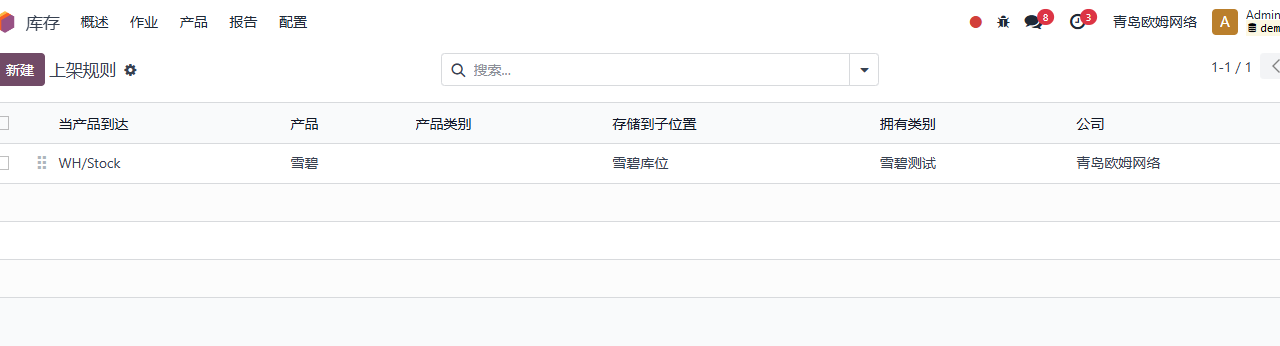 库存 概述 作业 产品 报告 配置 8 3 青岛欧姆网络 A Admin
dem
新建 上架规则 搜索... 1-1 / 1
当产品到达 产品 产品类别 存储到子位置 拥有类别 公司
WH/Stock 雪碧 雪碧库位 雪碧测试 青岛欧姆网络